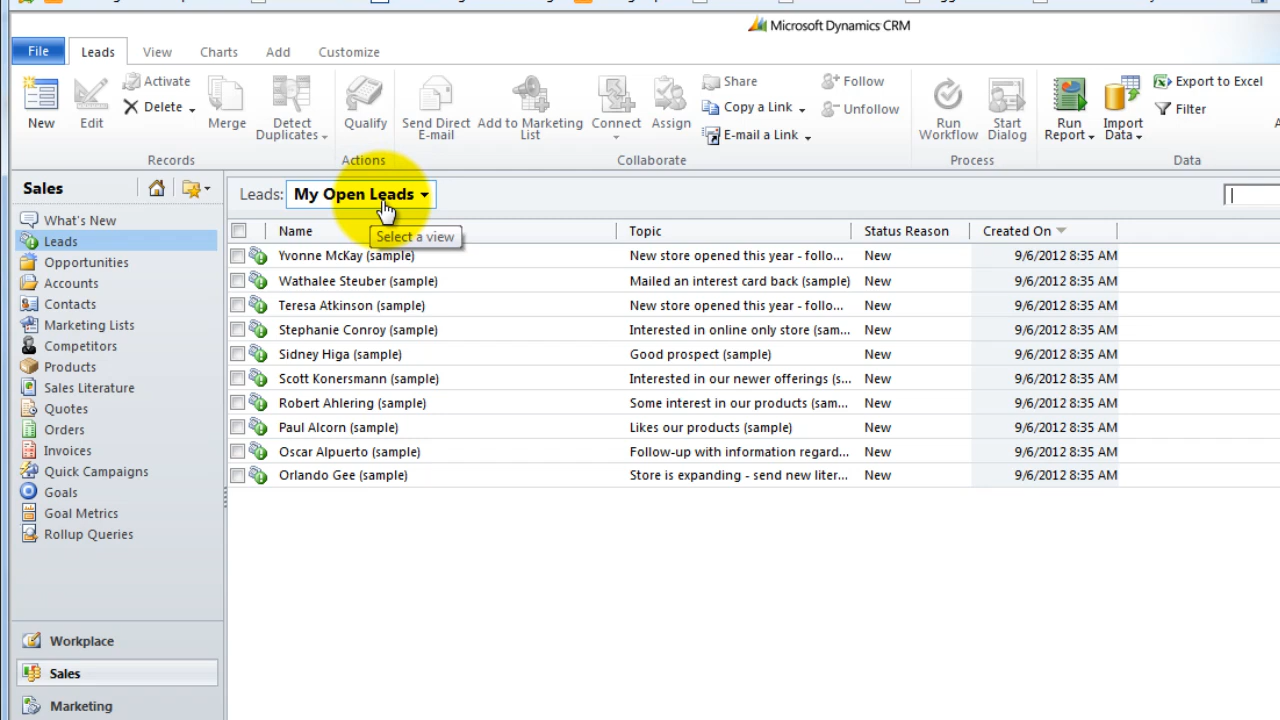 Microsoft Dynamics CRM
File Leads View Charts Add Customize
New Edit Activate Delete Merge Detect Duplicates Qualify Send Direct E-mail Add to Marketing List Connect Assign Share Copy a Link E-mail a Link Follow Unfollow Run Workflow Start Dialog Run Report Import Data Export to Excel Filter
Records Actions Collaborate Process Data
Sales
What's New
Leads
Opportunities
Accounts
Contacts
Marketing Lists
Competitors
Products
Sales Literature
Quotes
Orders
Invoices
Quick Campaigns
Goals
Goal Metrics
Rollup Queries
Workplace
Sales
Marketing
Leads: My Open Leads
Select a view
Name Topic Status Reason Created On
Yvonne McKay (sample) New store opened this year - follo... New 9/6/2012 8:35 AM
Wathalee Steuber (sample) Mailed an interest card back (sample) New 9/6/2012 8:35 AM
Teresa Atkinson (sample) New store opened this year - follo... New 9/6/2012 8:35 AM
Stephanie Conroy (sample) Interested in online only store (sam... New 9/6/2012 8:35 AM
Sidney Higa (sample) Good prospect (sample) New 9/6/2012 8:35 AM
Scott Konersmann (sample) Interested in our newer offerings (s... New 9/6/2012 8:35 AM
Robert Ahlering (sample) Some interest in our products (sam... New 9/6/2012 8:35 AM
Paul Alcorn (sample) Likes our products (sample) New 9/6/2012 8:35 AM
Oscar Alpuerto (sample) Follow-up with information regard... New 9/6/2012 8:35 AM
Orlando Gee (sample) Store is expanding - send new liter... New 9/6/2012 8:35 AM